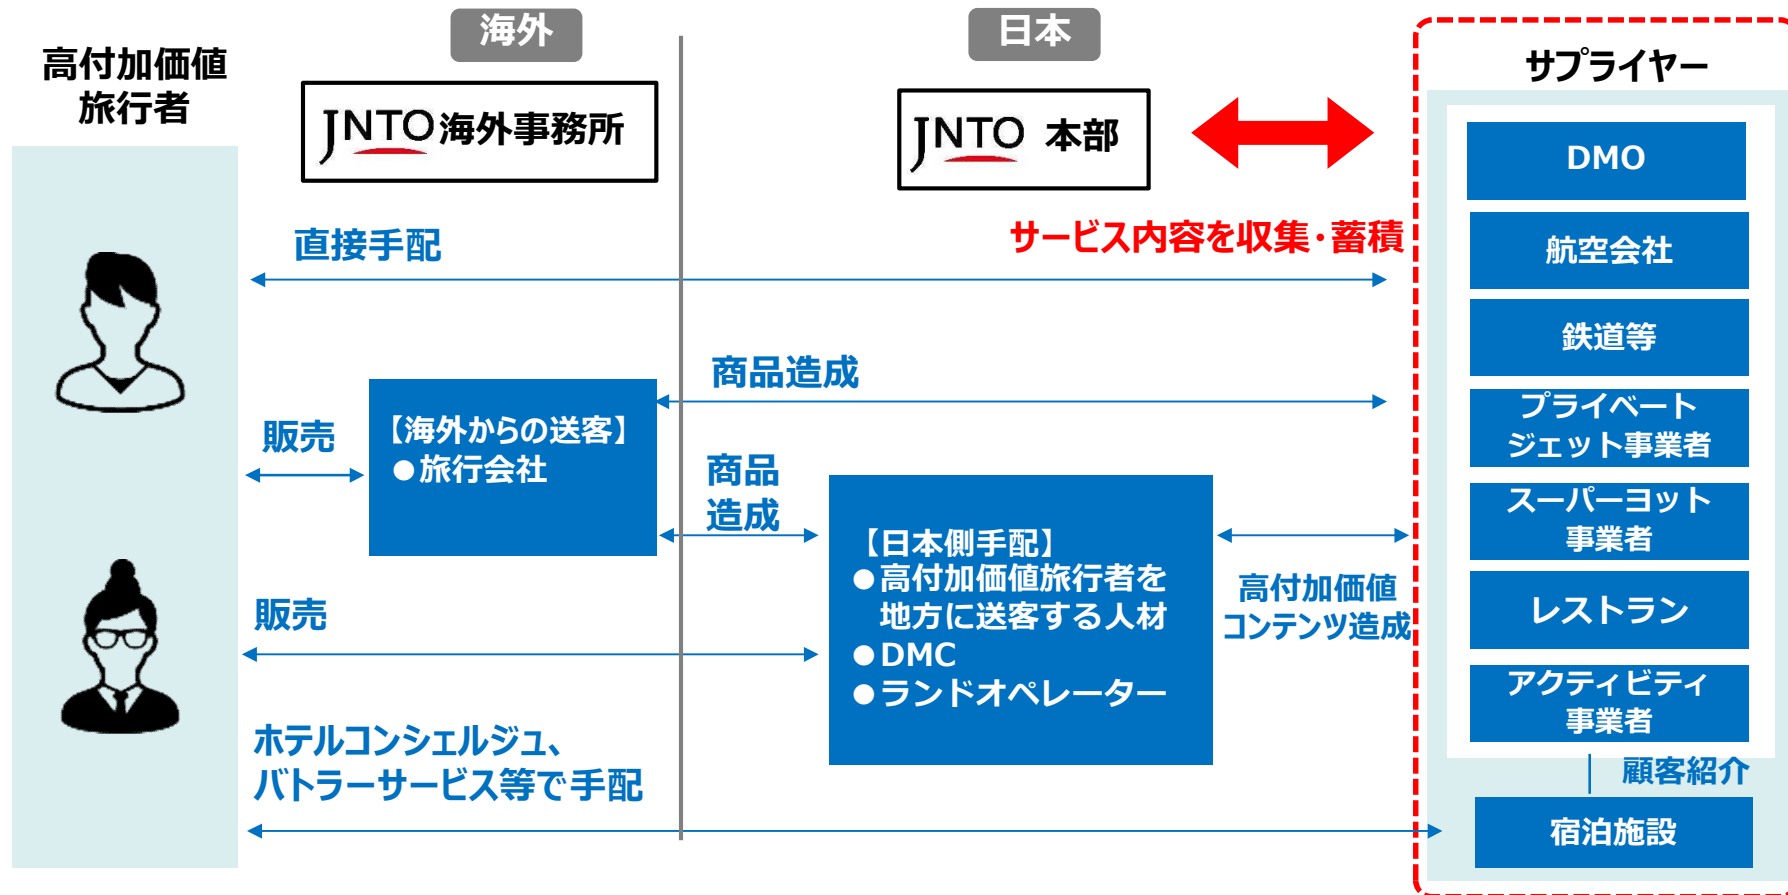 海外
日本
高付加価値
旅行者
JNTO 海外事務所
JNTO 本部
サプライヤー
DMO
航空会社
鉄道等
プライベート
ジェット事業者
スーパーヨット
事業者
レストラン
アクティビティ
事業者
顧客紹介
宿泊施設
サービス内容を収集・蓄積
直接手配
商品造成
販売
【海外からの送客】
●旅行会社
商品
造成
【日本側手配】
●高付加価値旅行者を
地方に送客する人材
●DMC
●ランドオペレーター
高付加価値
コンテンツ造成
販売
ホテルコンシェルジュ、
バトラーサービス等で手配